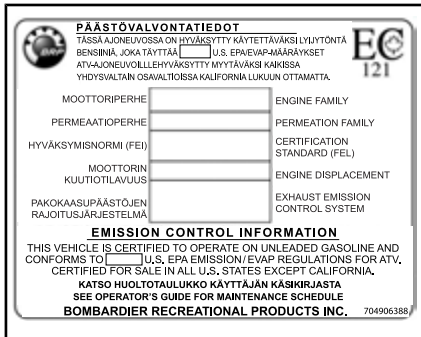 PÄÄSTÖVALVONTATIEDOT
TÄSSÄ AJONEUVOSSA ON HYVÄKSYTTY KÄYTETTÄVÄKSI LYIJYTÖNTÄ
BENSIINIÄ, JOKA TÄYTTÄÄ U.S. EPA/EVAP-MÄÄRÄYKSET
ATV-AJONEUVOILLLEHYVÄKSYTTY MYYTÄVÄKSI KAIKISSA
YHDYSVALTAIN OSAVALTIOISSA KALIFORNIA LUKUUN OTTAMATTA.
BRP
EC
121
MOOTTORIPERHE ENGINE FAMILY
PERMEAATIOPERHE PERMEATION FAMILY
HYVÄKSYMISNORMI (FEI) CERTIFICATION
STANDARD (FEL)
MOOTTORIN
KUUTIOTILAVUUS ENGINE DISPLACEMENT
PAKOKAASUPÄÄSTÖJEN
RAJOITUSJÄRJESTELMÄ EXHAUST EMISSION
CONTROL SYSTEM
EMISSION CONTROL INFORMATION
THIS VEHICLE IS CERTIFIED TO OPERATE ON UNLEADED GASOLINE AND
CONFORMS TO U.S. EPA EMISSION/EVAP REGULATIONS FOR ATV.
CERTIFIED FOR SALE IN ALL U.S. STATES EXCEPT CALIFORNIA.
KATSO HUOLTOTAULUKKO KÄYTTÄJÄN KÄSIKIRJASTA
SEE OPERATOR'S GUIDE FOR MAINTENANCE SCHEDULE
BOMBARDIER RECREATIONAL PRODUCTS INC. 704906388